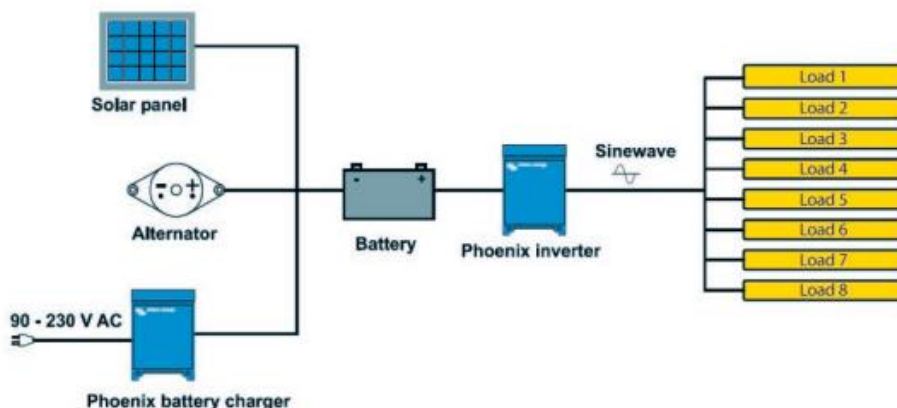 Solar panel
Alternator
90 - 230 V AC
Phoenix battery charger
Battery
Phoenix inverter
Sinewave
Load 1
Load 2
Load 3
Load 4
Load 5
Load 6
Load 7
Load 8